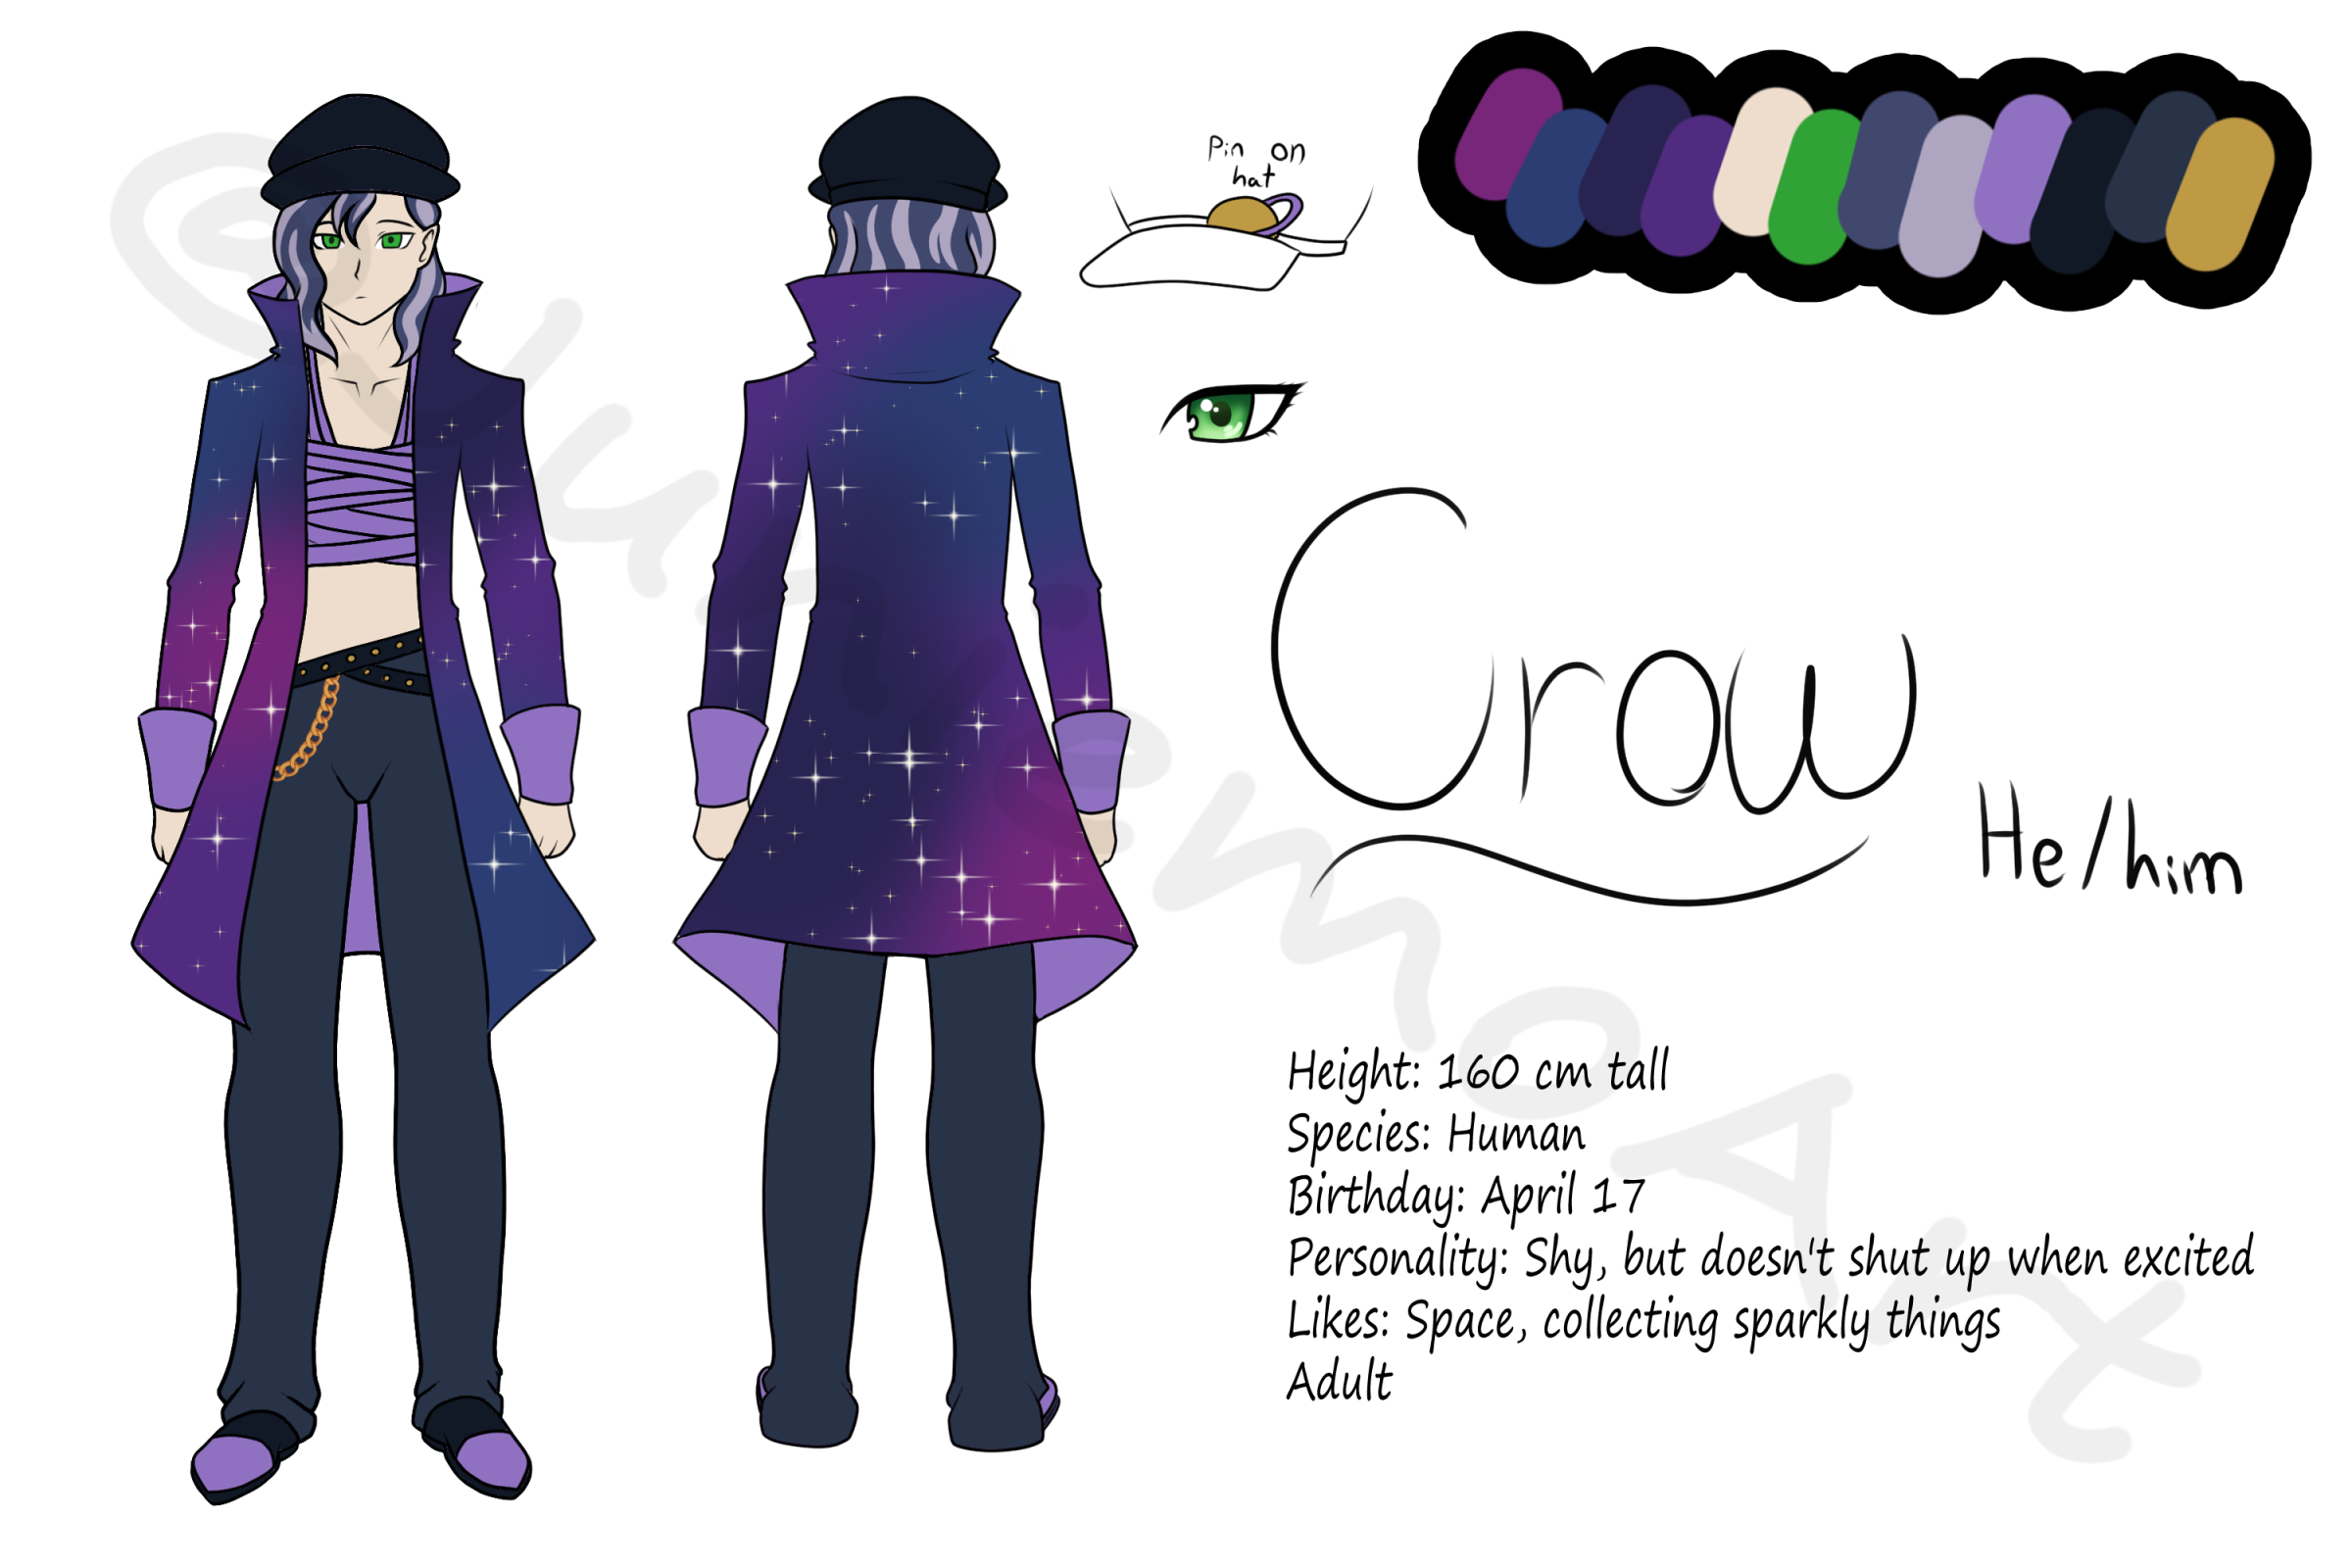 Pin on
hat
Crow
He/him
Height: 160 cm tall
Species: Human
Birthday: April 17
Personality: Shy, but doesn't shut up when excited
Likes: Space, collecting sparkly things
Adult